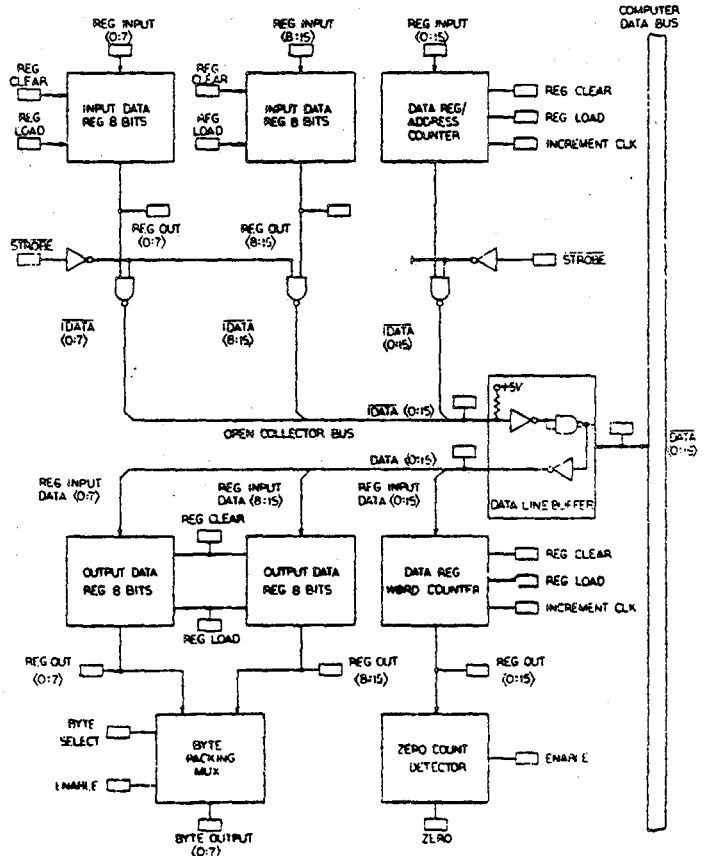 COMPUTER
DATA BUS
REG INPUT
⟨0:7⟩
REG INPUT
⟨8:15⟩
REG INPUT
⟨0:15⟩
REG
CLEAR
REG
LOAD
INPUT DATA
REG 8 BITS
REG
CLEAR
REG
LOAD
INPUT DATA
REG 8 BITS
DATA REG/
ADDRESS
COUNTER
REG CLEAR
REG LOAD
INCREMENT CLK
REG OUT
⟨0:7⟩
REG OUT
⟨8:15⟩
STROBE
STROBE
IDATA
⟨0:7⟩
IDATA
⟨8:15⟩
IDATA
⟨0:15⟩
OPEN COLLECTOR BUS
IDATA ⟨0:15⟩
+5V
DATA LINE BUFFER
DATA
⟨0:15⟩
DATA ⟨0:15⟩
REG INPUT
DATA ⟨0:7⟩
REG INPUT
DATA ⟨8:15⟩
REG INPUT
DATA ⟨0:15⟩
REG CLEAR
OUTPUT DATA
REG 8 BITS
OUTPUT DATA
REG 8 BITS
REG LOAD
DATA REG
WORD COUNTER
REG CLEAR
REG LOAD
INCREMENT CLK
REG OUT
⟨0:7⟩
REG OUT
⟨8:15⟩
REG OUT
⟨0:15⟩
BYTE
SELECT
ENABLE
BYTE
PACKING
MUX
ZERO COUNT
DETECTOR
ENABLE
BYTE OUTPUT
⟨0:7⟩
ZERO